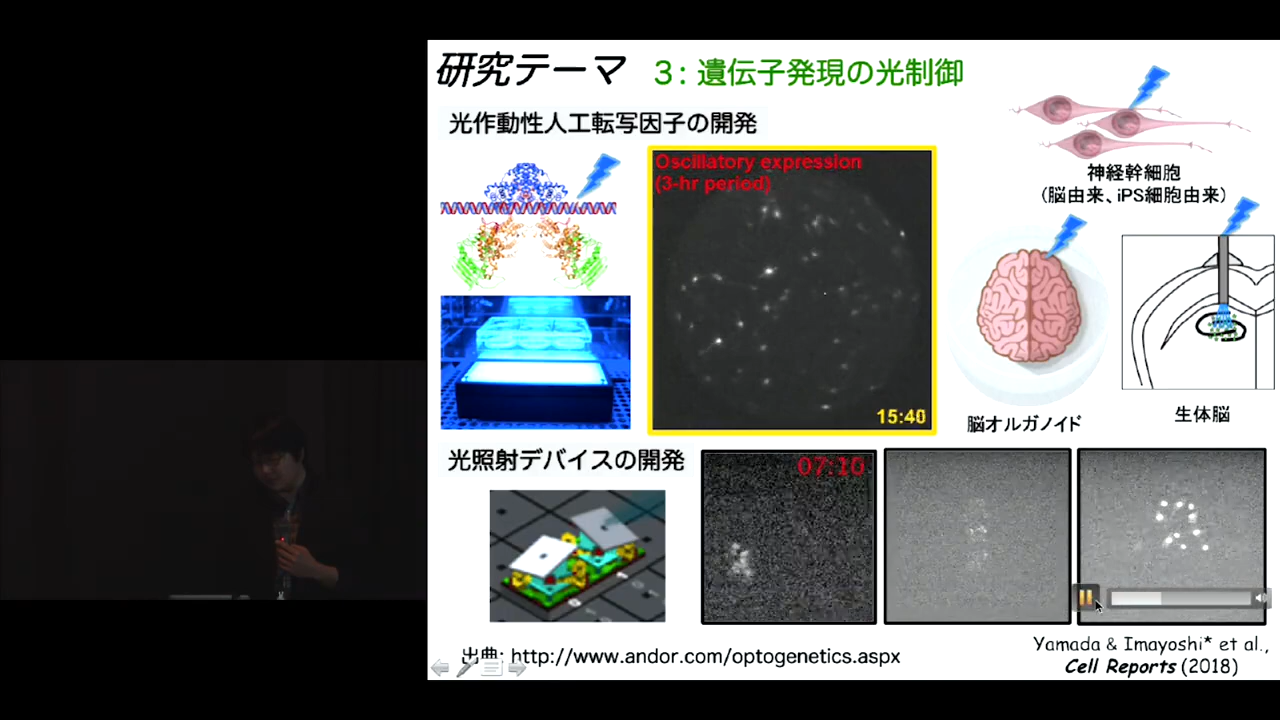 研究テーマ
3: 遺伝子発現の光制御
光作動性人工転写因子の開発
Oscillatory expression
(3-hr period)
15:40
神経幹細胞
(脳由来、iPS細胞由来)
脳オルガノイド
生体脳
光照射デバイスの開発
07:10
出典: http://www.andor.com/optogenetics.aspx
Yamada & Imayoshi* et al.,
Cell Reports (2018)